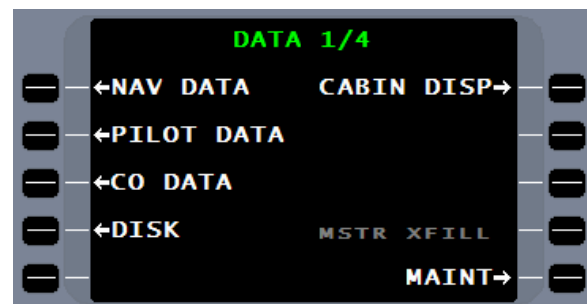 DATA 1/4
←NAV DATA CABIN DISP→
←PILOT DATA
←CO DATA
←DISK MSTR XFILL
MAINT→